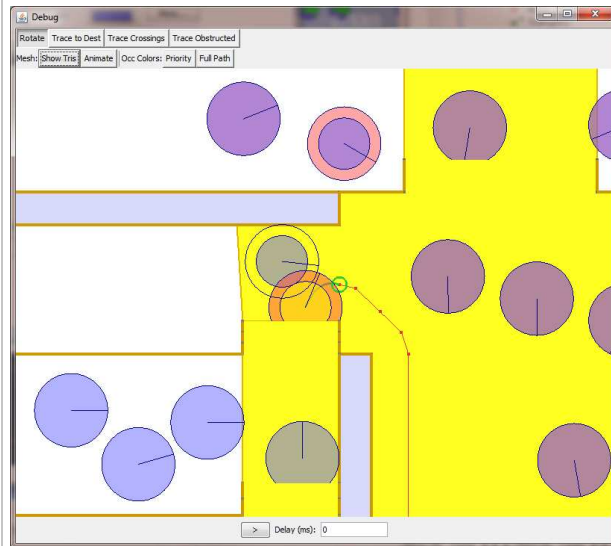 Debug
Rotate Trace to Dest Trace Crossings Trace Obstructed
Mesh: Show Tris Animate Occ Colors: Priority Full Path
> Delay (ms): 0